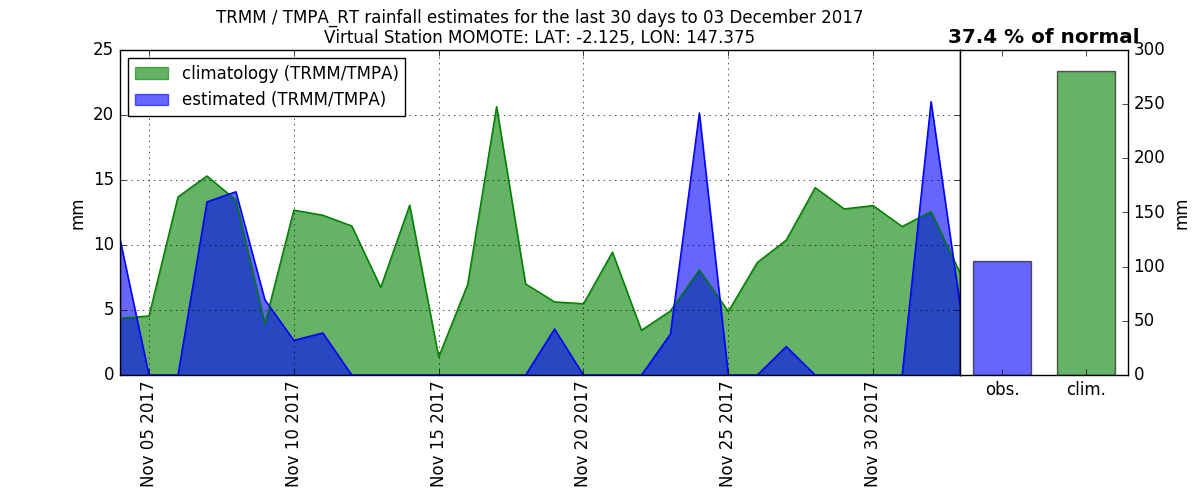 TRMM / TMPA_RT rainfall estimates for the last 30 days to 03 December 2017
Virtual Station MOMOTE: LAT: -2.125, LON: 147.375
37.4 % of normal
climatology (TRMM/TMPA)
estimated (TRMM/TMPA)
25
20
15
10
5
0
mm
Nov 05 2017
Nov 10 2017
Nov 15 2017
Nov 20 2017
Nov 25 2017
Nov 30 2017
obs.
clim.
300
250
200
150
100
50
0
mm